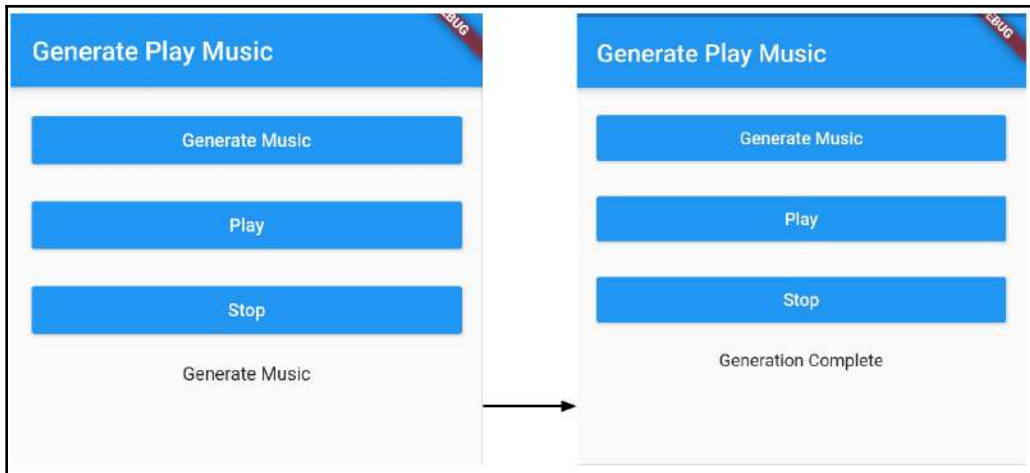 Generate Play Music
Generate Music
Play
Stop
Generate Music
Generate Play Music
Generate Music
Play
Stop
Generation Complete